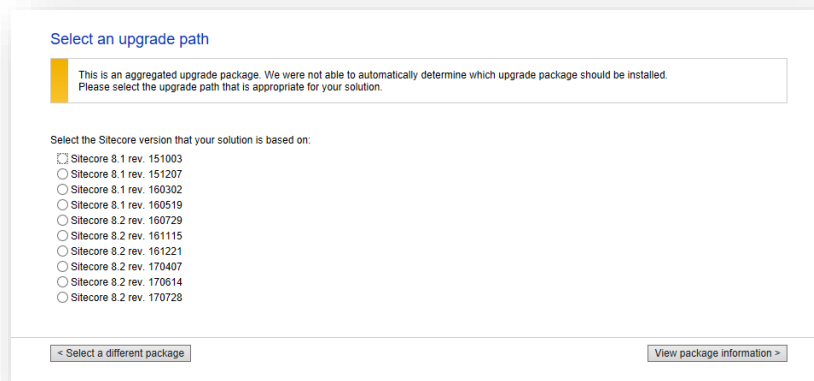 Select an upgrade path
This is an aggregated upgrade package. We were not able to automatically determine which upgrade package should be installed.
Please select the upgrade path that is appropriate for your solution.
Select the Sitecore version that your solution is based on:
Sitecore 8.1 rev. 151003
Sitecore 8.1 rev. 151207
Sitecore 8.1 rev. 160302
Sitecore 8.1 rev. 160519
Sitecore 8.2 rev. 160729
Sitecore 8.2 rev. 161115
Sitecore 8.2 rev. 161221
Sitecore 8.2 rev. 170407
Sitecore 8.2 rev. 170614
Sitecore 8.2 rev. 170728
< Select a different package
View package information >